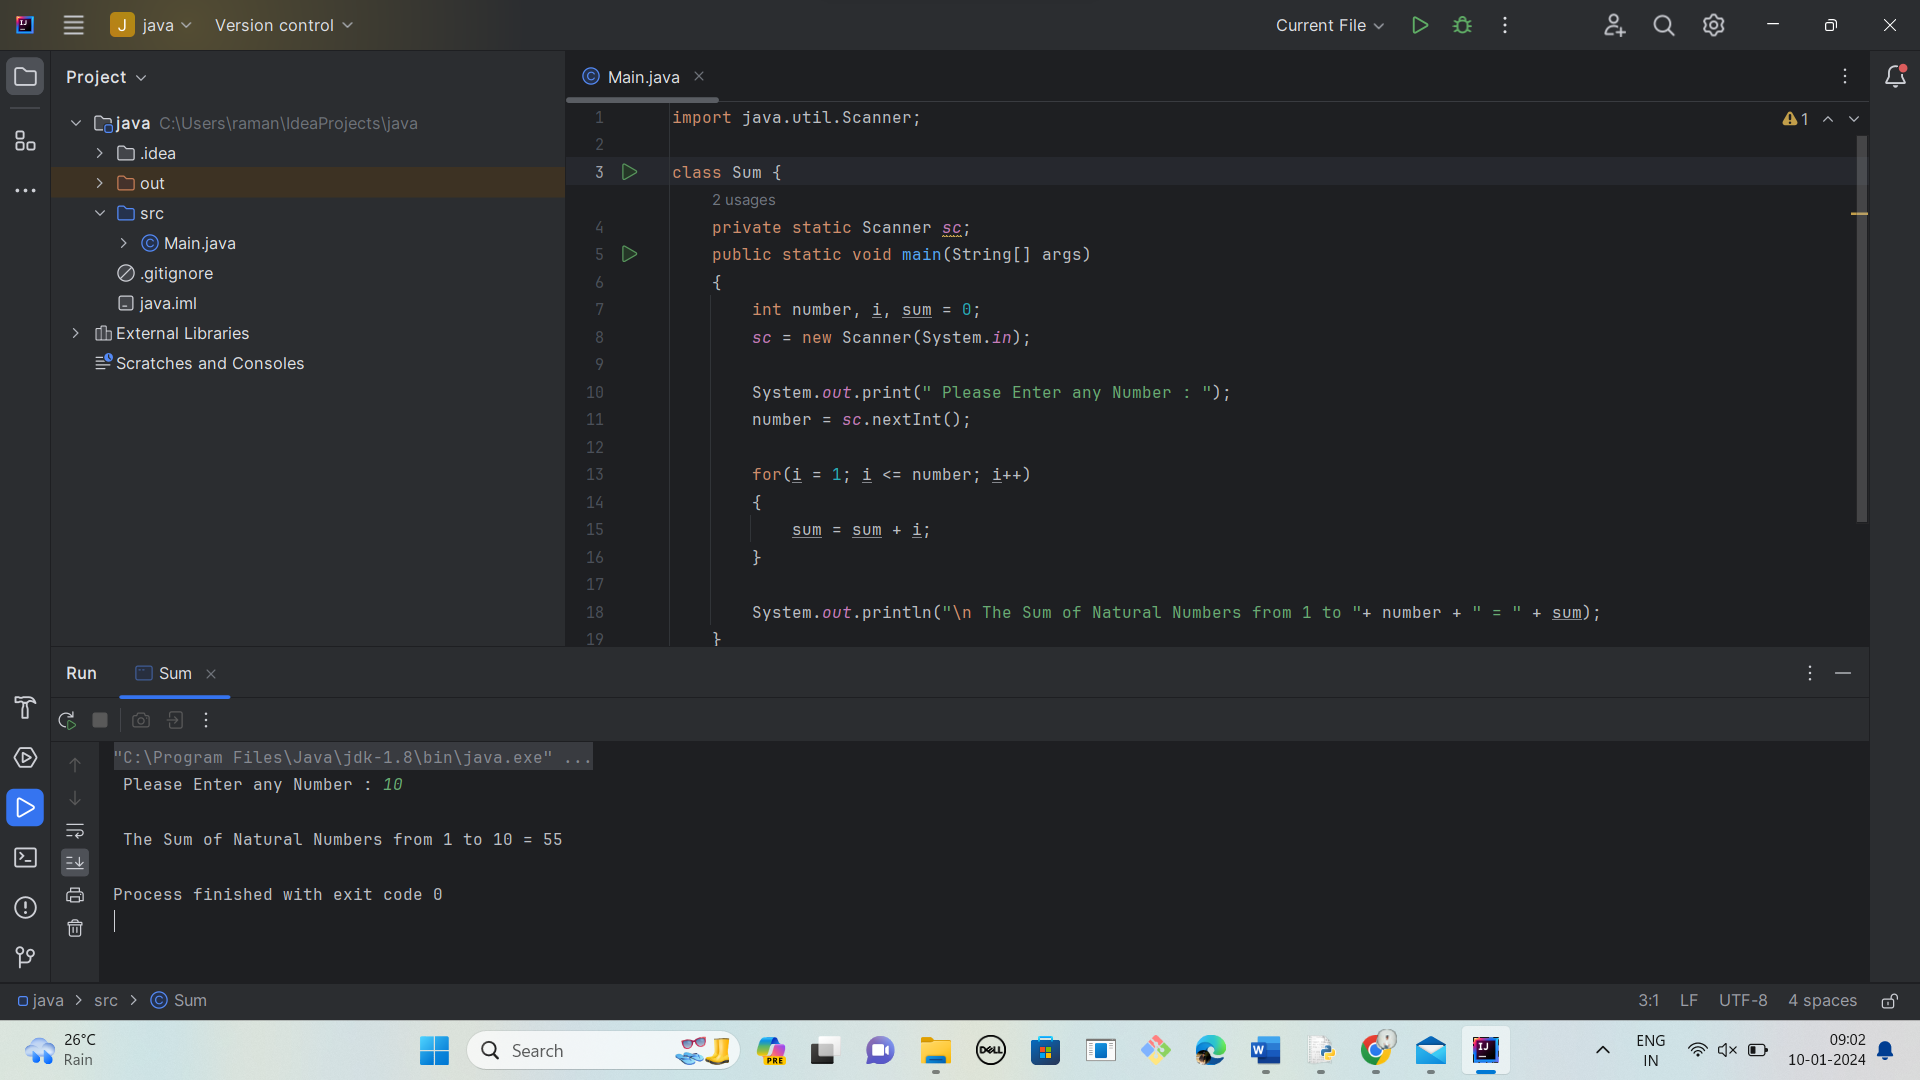 J java Version control
Current File
Project
java C:\Users\raman\IdeaProjects\java
.idea
out
src
Main.java
.gitignore
java.iml
External Libraries
Scratches and Consoles
Main.java
1
1 import java.util.Scanner;
2
3 class Sum {
2 usages
4 private static Scanner sc;
5 public static void main(String[] args)
6 {
7 int number, i, sum = 0;
8 sc = new Scanner(System.in);
9
10 System.out.print(" Please Enter any Number : ");
11 number = sc.nextInt();
12
13 for(i = 1; i <= number; i++)
14 {
15 sum = sum + i;
16 }
17
18 System.out.println("\n The Sum of Natural Numbers from 1 to "+ number + " = " + sum);
19 }
Run Sum
"C:\Program Files\Java\jdk-1.8\bin\java.exe" ...
Please Enter any Number : 10
The Sum of Natural Numbers from 1 to 10 = 55
Process finished with exit code 0
java > src > Sum
3:1 LF UTF-8 4 spaces
26°C
Rain
Search
PRE
DELL
W
IJ
ENG
IN
09:02
10-01-2024